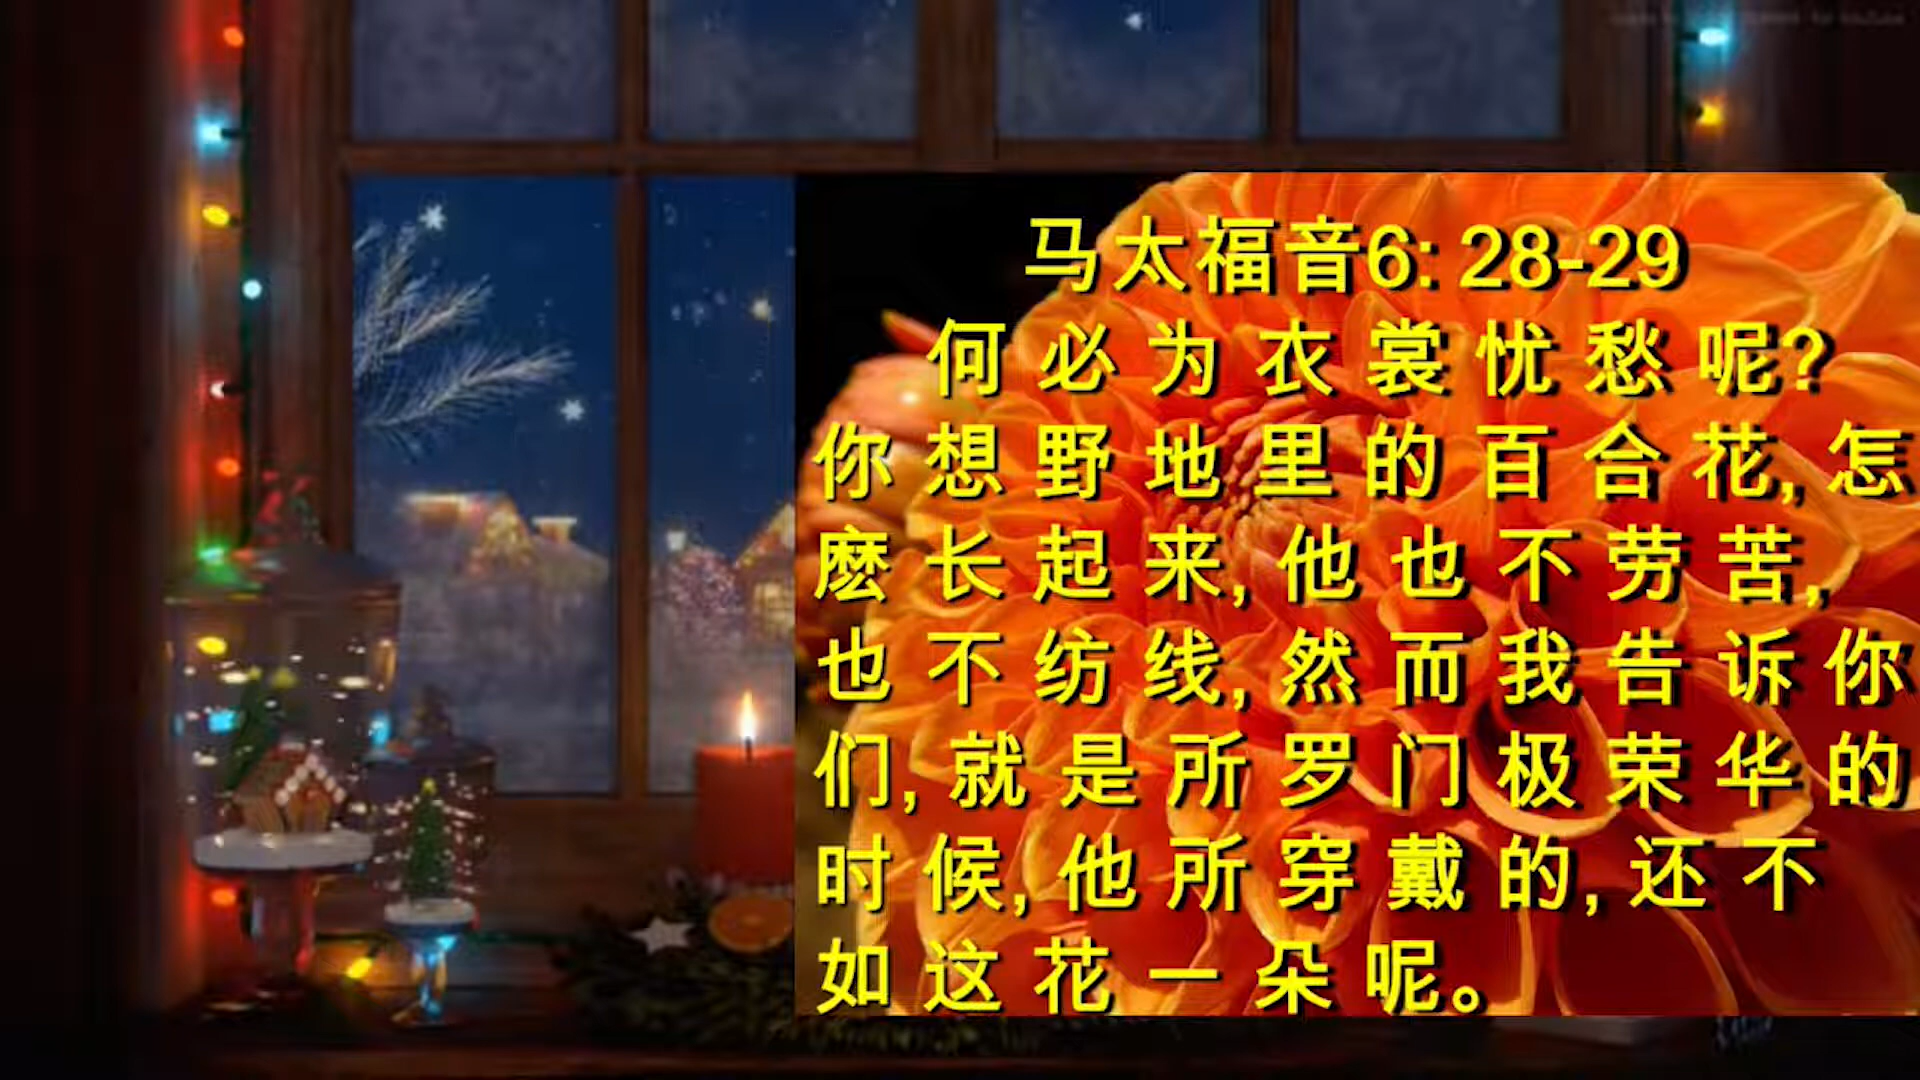 马太福音6: 28-29
何必为衣裳忧愁呢?
你想野地里的百合花,怎
麽长起来,他也不劳苦,
也不纺线,然而我告诉你
们,就是所罗门极荣华的
时候,他所穿戴的,还不
如这花一朵呢。